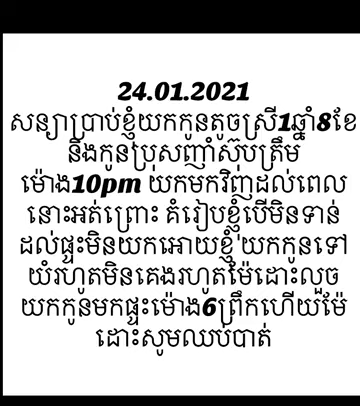 24.01.2021
សន្យាប្រាប់ខ្ញុំយកកូនតូចស្រី1ឆ្នាំ8ខែ
និងកូនប្រុសញាំស៊ុបត្រឹម
ម៉ោង10pm យកមកវិញដល់ពេល
នោះអត់ព្រោះ គំរៀបខ្ញុំបើមិនទាន់
ដល់ផ្ទះមិនយកអោយខ្ញុំ យកកូនទៅ
យំរហូតមិនគេងរហូតម៉ែដោះលួច
យកកូនមកផ្ទះម៉ោង6ព្រឹកហើយម៉ែ
ដោះសូមឈប់បាត់